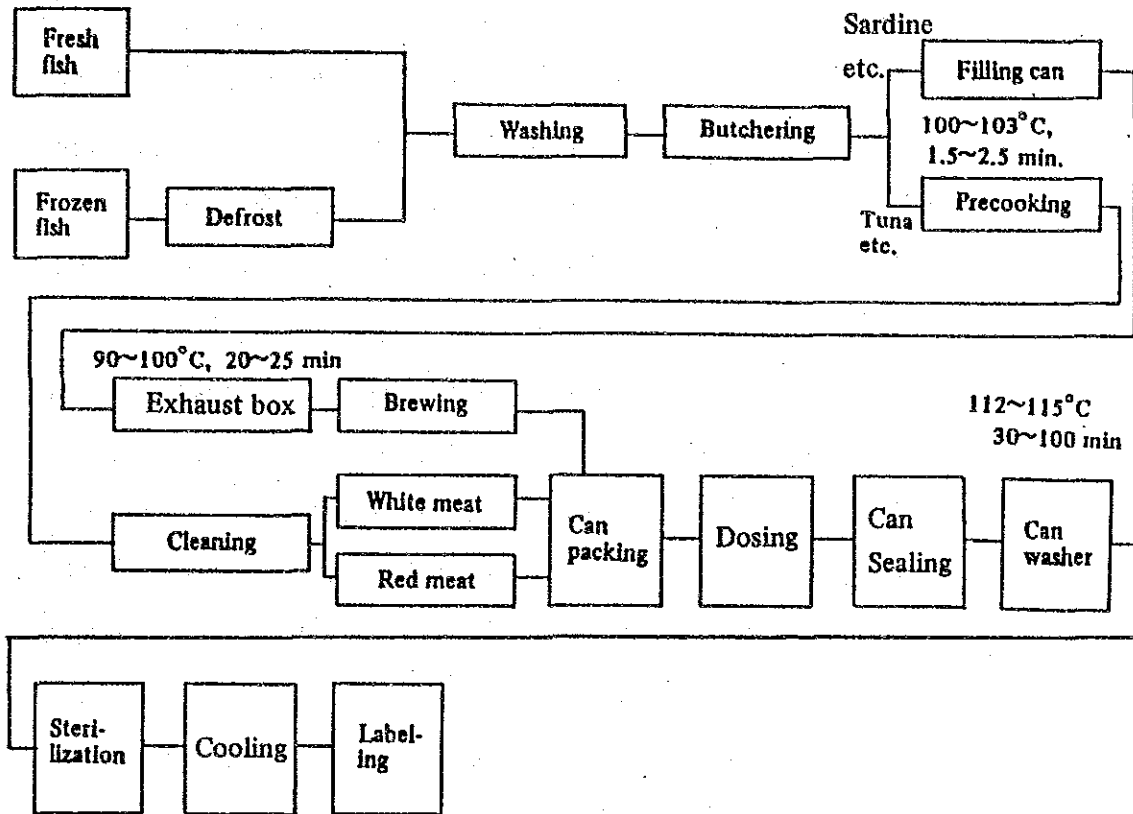 Fresh
fish
Sardine
etc.
Filling can
Washing
Butchering
100~103°C,
1.5~2.5 min.
Frozen
fish
Defrost
Tuna
etc.
Precooking
90~100°C, 20~25 min
Exhaust box
Brewing
112~115°C
30~100 min
White meat
Cleaning
Red meat
Can
packing
Dosing
Can
Sealing
Can
washer
Steri-
lization
Cooling
Label-
ing